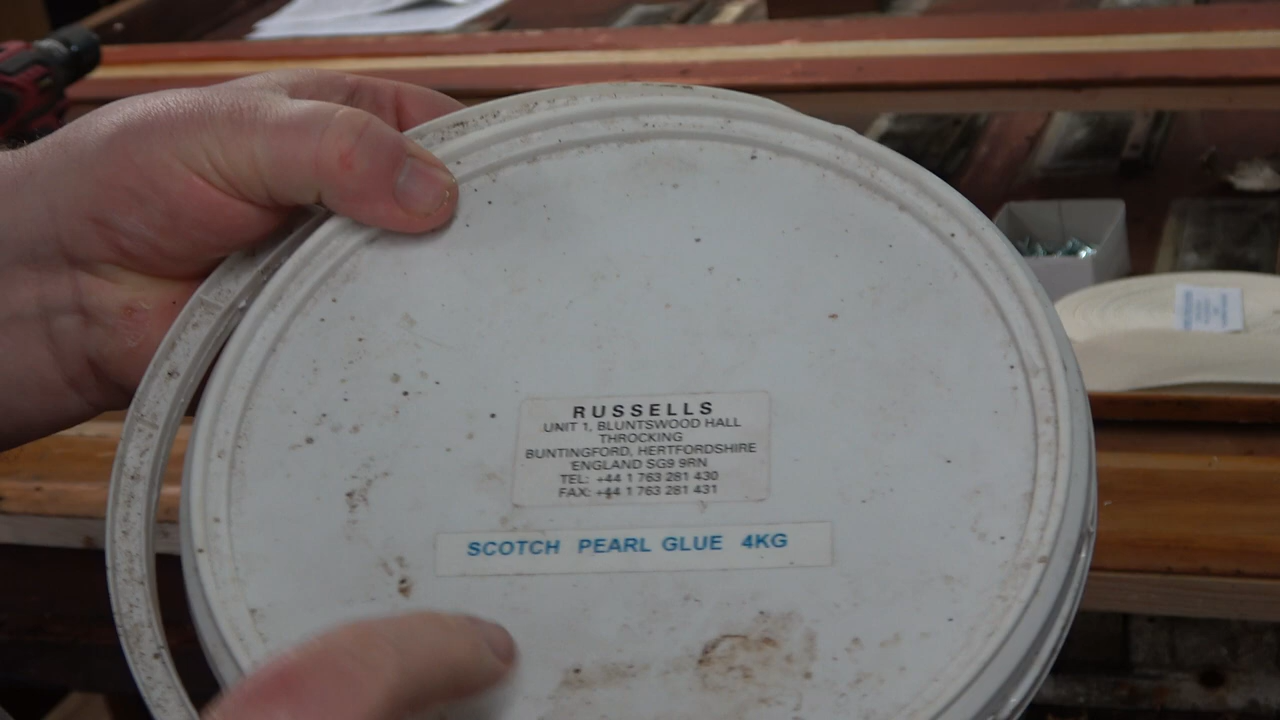 RUSSELLS
UNIT 1, BLUNTSWOOD HALL
THROCKING
BUNTINGFORD, HERTFORDSHIRE
ENGLAND SG9 9RN
TEL: +44 1 763 281 430
FAX: +44 1 763 281 431
SCOTCH PEARL GLUE 4KG